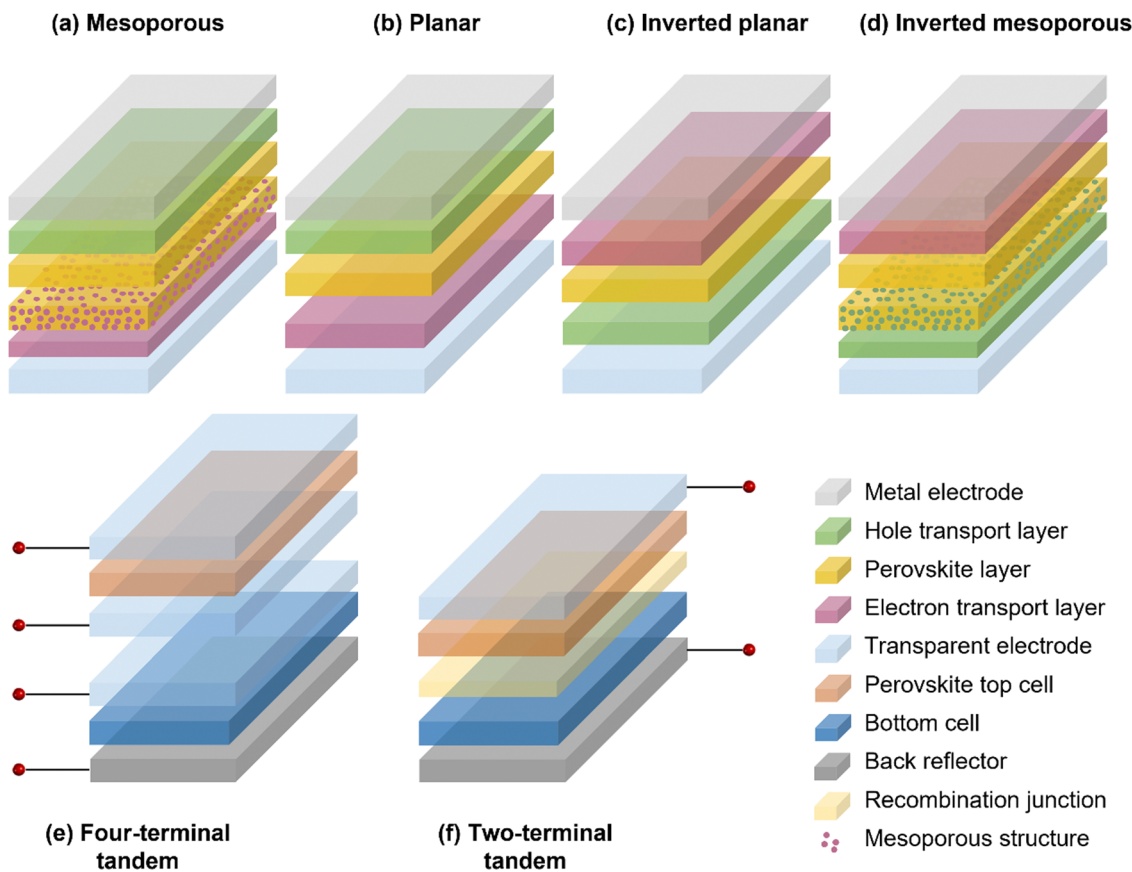 (a) Mesoporous
(b) Planar
(c) Inverted planar
(d) Inverted mesoporous
Metal electrode
Hole transport layer
Perovskite layer
Electron transport layer
Transparent electrode
Perovskite top cell
Bottom cell
Back reflector
Recombination junction
Mesoporous structure
(e) Four-terminal
tandem
(f) Two-terminal
tandem